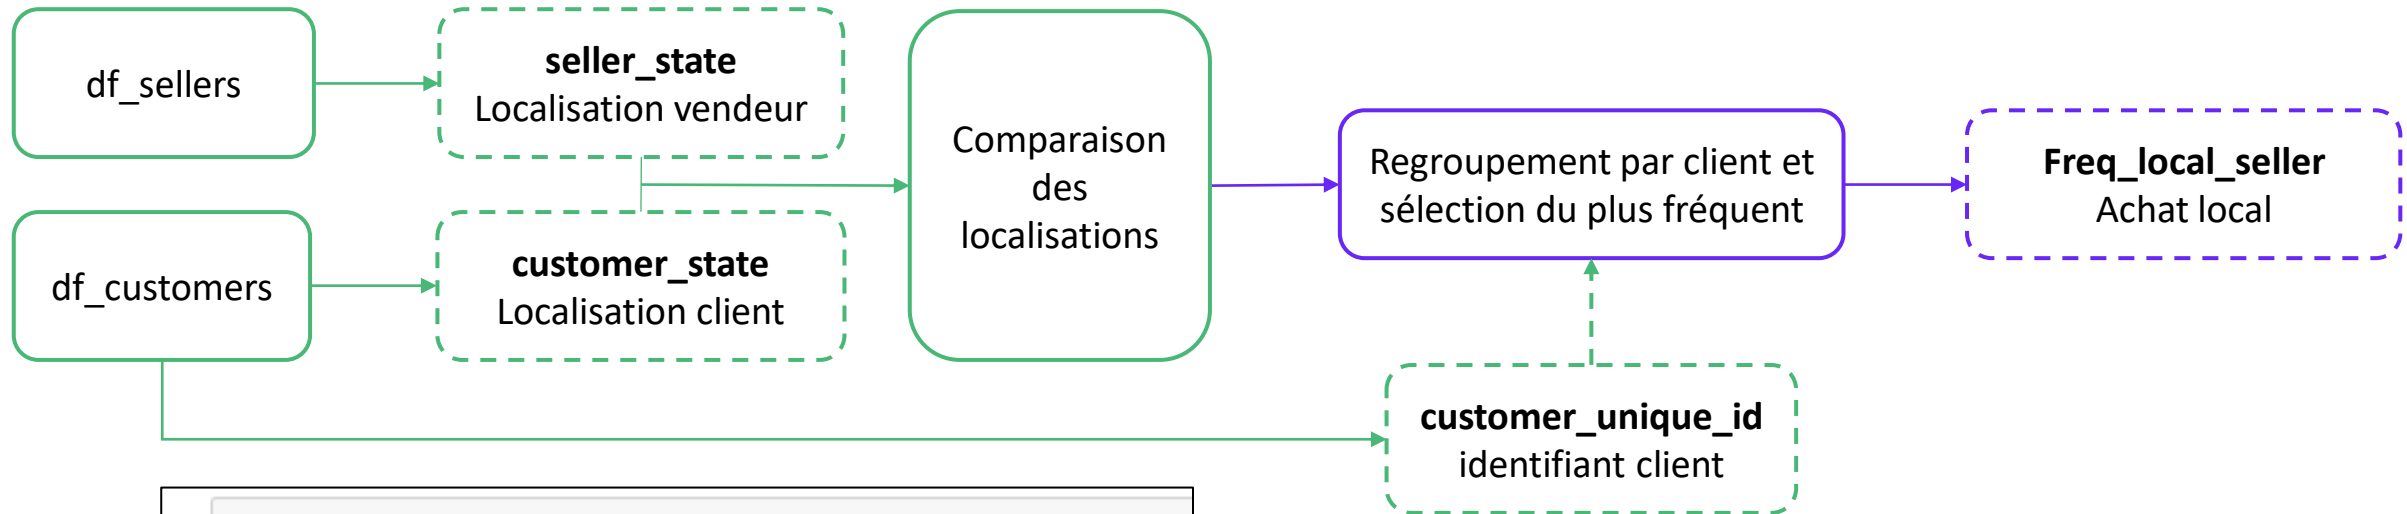 df_sellers
seller_state
Localisation vendeur
df_customers
customer_state
Localisation client
Comparaison
des
localisations
Regroupement par client et
sélection du plus fréquent
Freq_local_seller
Achat local
customer_unique_id
identifiant client